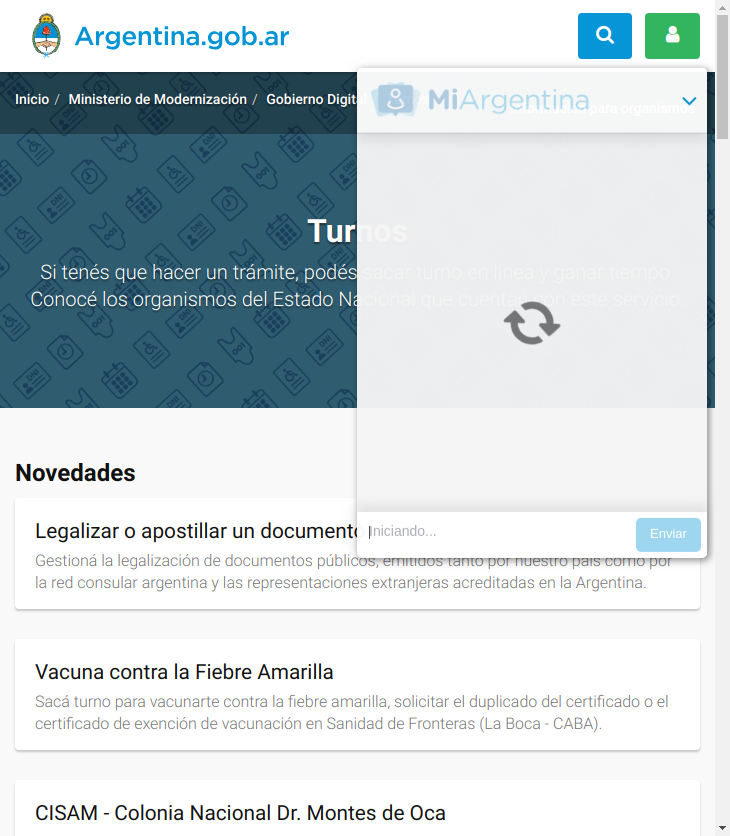 Argentina.gob.ar
Inicio / Ministerio de Modernización / Gobierno Digital
para organismos
MiArgentina
Turnos
Si tenés que hacer un trámite, podés sacar turno en línea y ganar tiempo.
Conocé los organismos del Estado Nacional que cuentan con este servicio.
Iniciando...
Enviar
Novedades
Legalizar o apostillar un documento
Gestioná la legalización de documentos públicos, emitidos tanto por nuestro país como por
la red consular argentina y las representaciones extranjeras acreditadas en la Argentina.
Vacuna contra la Fiebre Amarilla
Sacá turno para vacunarte contra la fiebre amarilla, solicitar el duplicado del certificado o el
certificado de exención de vacunación en Sanidad de Fronteras (La Boca - CABA).
CISAM - Colonia Nacional Dr. Montes de Oca